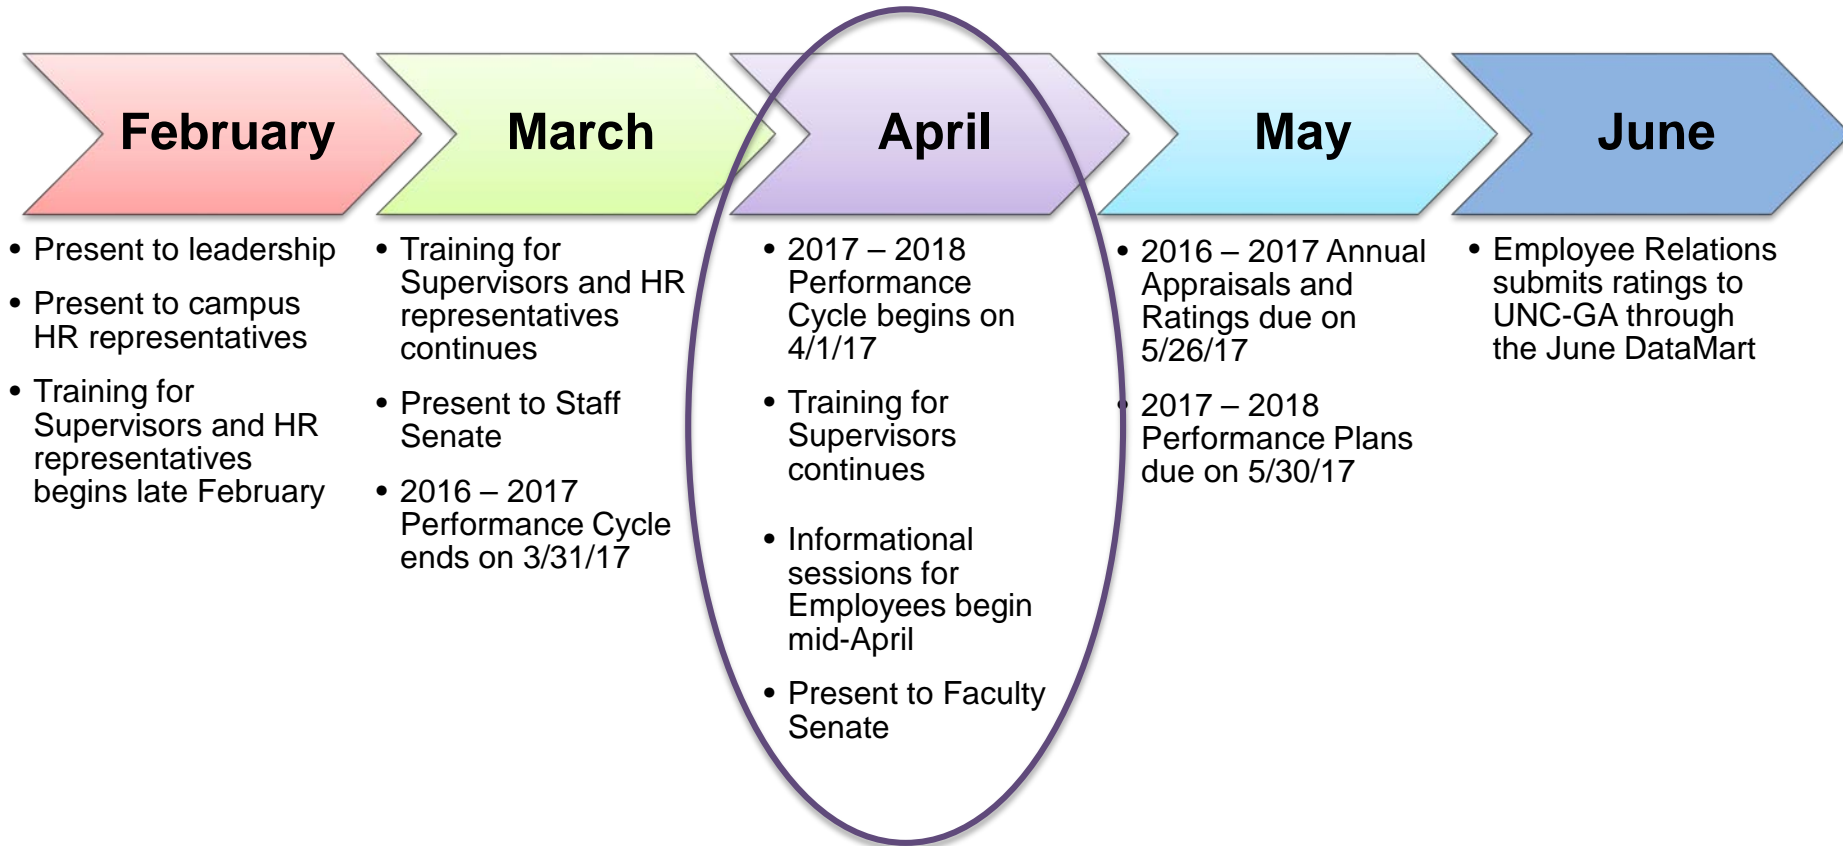 February
• Present to leadership
• Present to campus
HR representatives
• Training for
Supervisors and HR
representatives
begins late February
March
• Training for
Supervisors and HR
representatives
continues
• Present to Staff
Senate
• 2016 – 2017
Performance Cycle
ends on 3/31/17
April
• 2017 – 2018
Performance
Cycle begins on
4/1/17
• Training for
Supervisors
continues
• Informational
sessions for
Employees begin
mid-April
• Present to Faculty
Senate
May
• 2016 – 2017 Annual
Appraisals and
Ratings due on
5/26/17
• 2017 – 2018
Performance Plans
due on 5/30/17
June
• Employee Relations
submits ratings to
UNC-GA through
the June DataMart